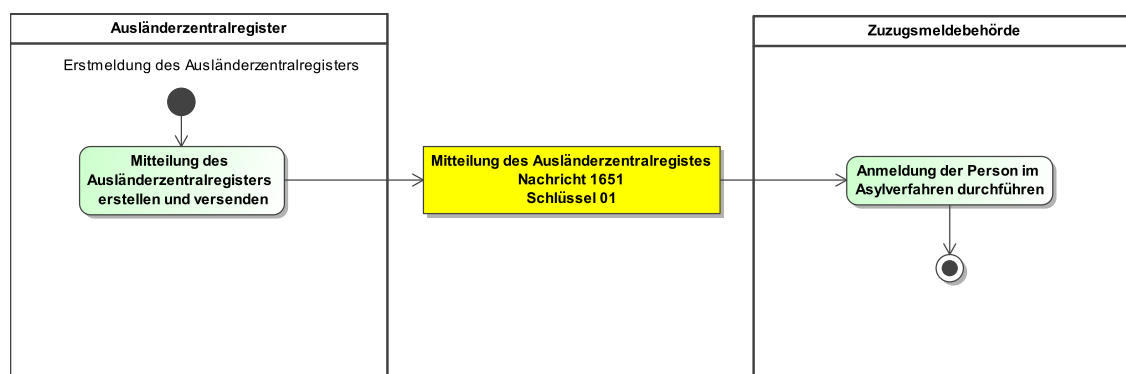 Ausländerzentralregister
Zuzugsmeldebehörde
Erstmeldung des Ausländerzentralregisters
Mitteilung des
Ausländerzentralregisters
erstellen und versenden
Mitteilung des Ausländerzentralregistes
Nachricht 1651
Schlüssel 01
Anmeldung der Person im
Asylverfahren durchführen